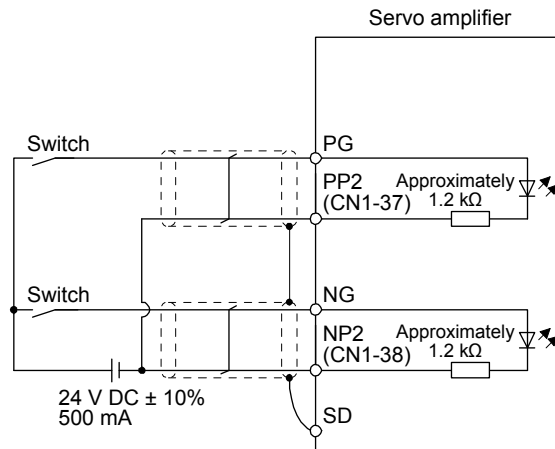 Servo amplifier
Switch
PG
PP2
(CN1-37)
Approximately
1.2 kΩ
Switch
NG
NP2
(CN1-38)
Approximately
1.2 kΩ
24 V DC ± 10%
500 mA
SD